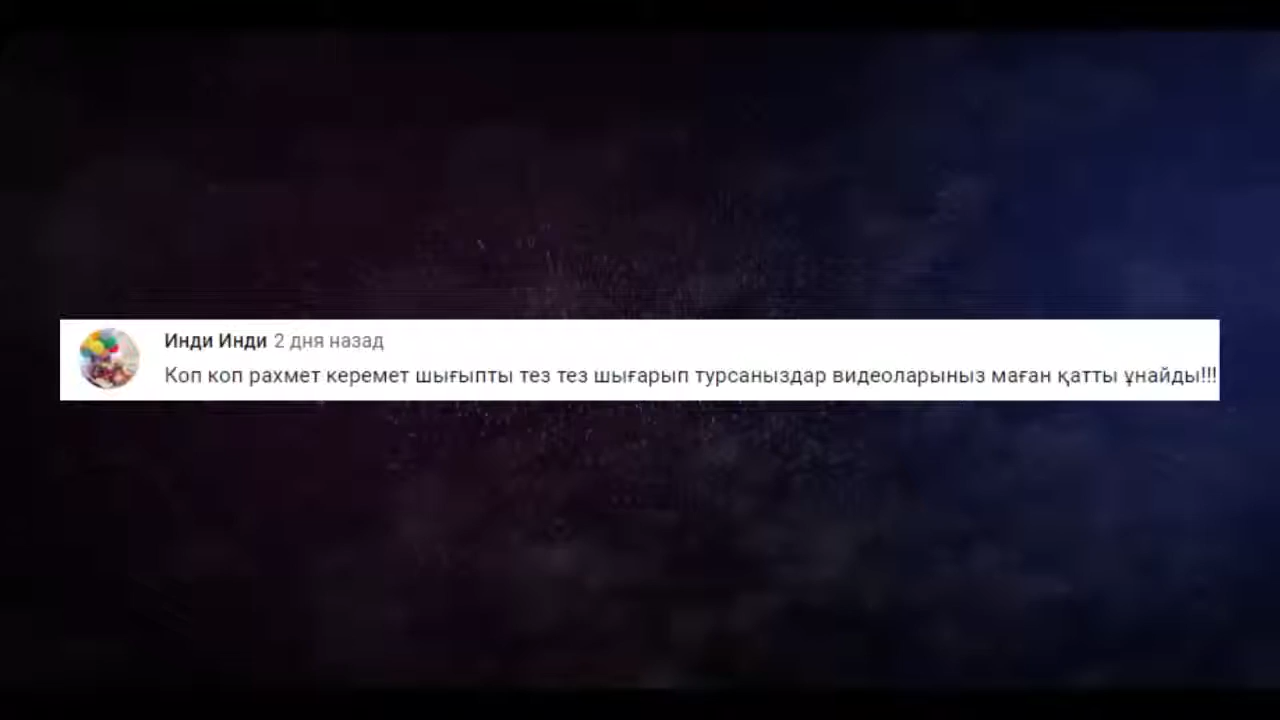 Инди Инди 2 дня назад
Коп коп рахмет керемет шығыпты тез тез шығарып турсаныздар видеоларыныз маған қатты ұнайды!!!